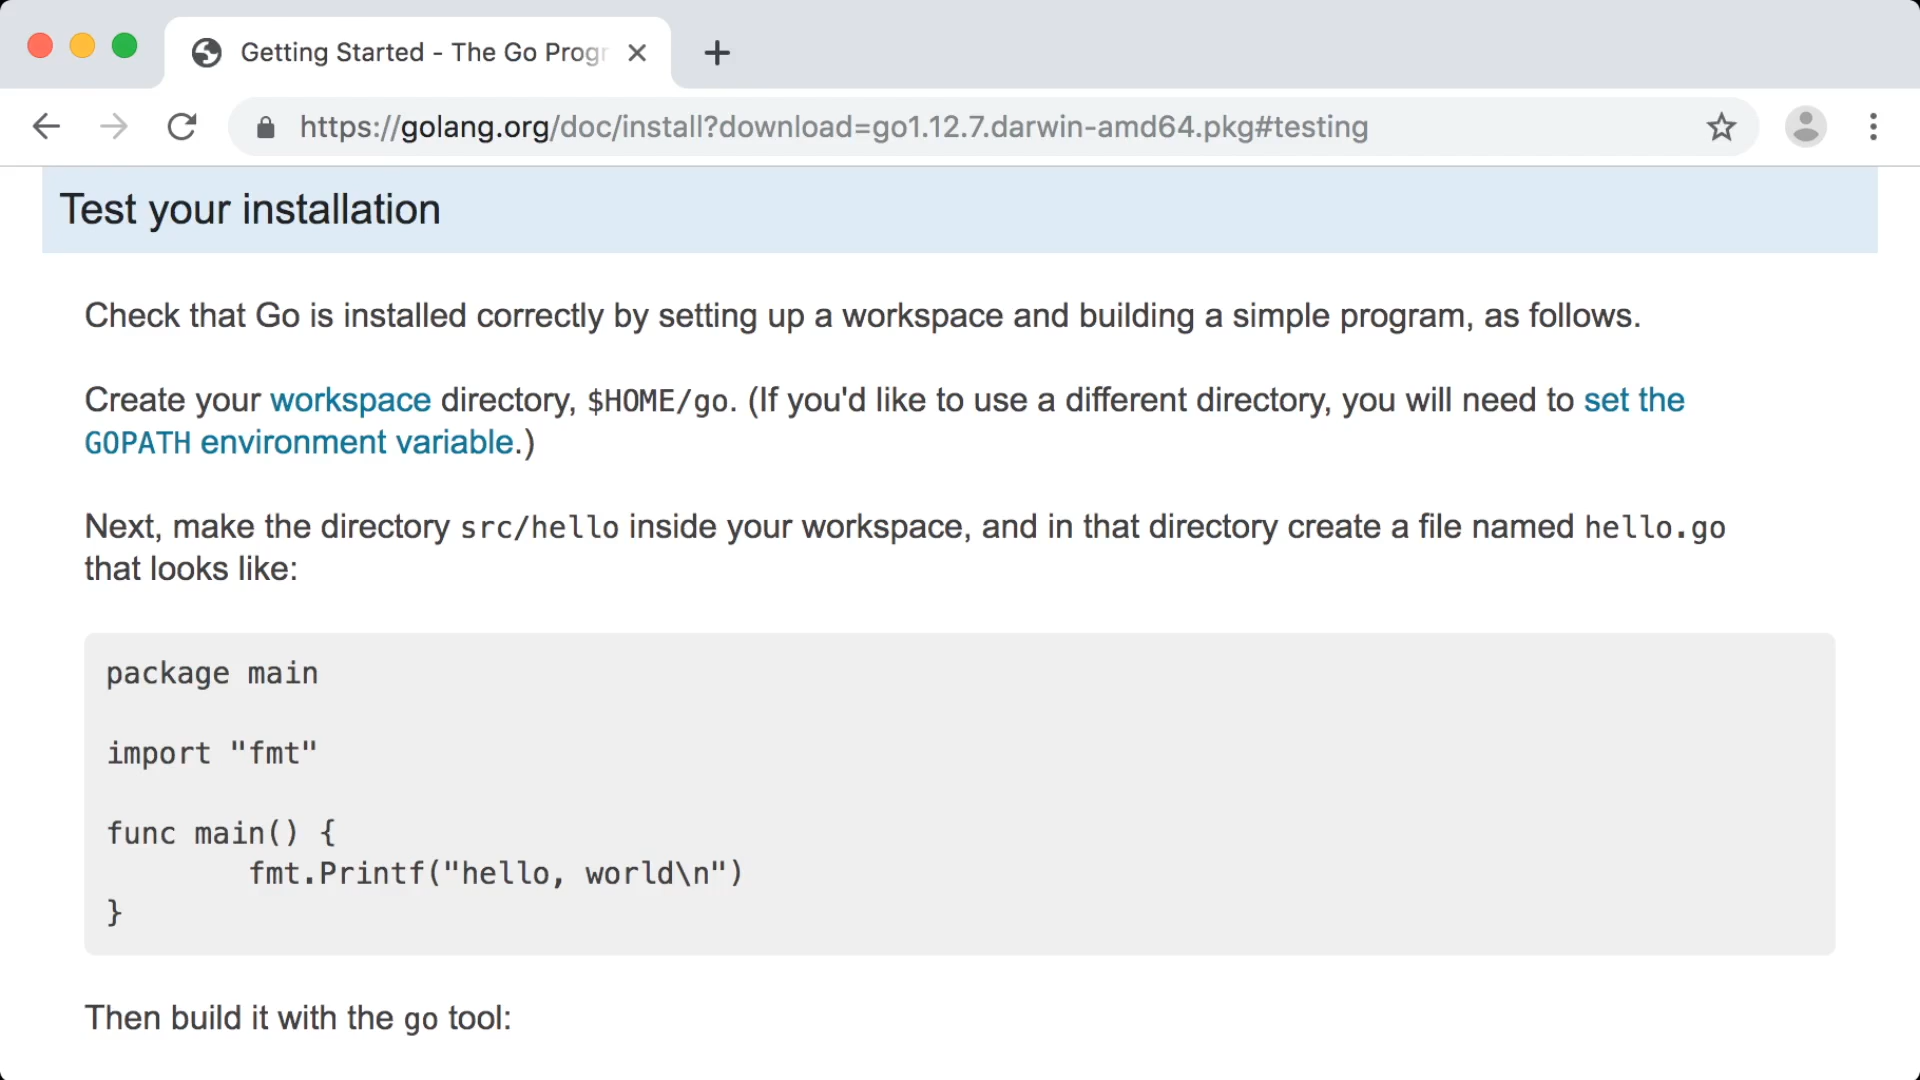 Getting Started - The Go Progr
https://golang.org/doc/install?download=go1.12.7.darwin-amd64.pkg#testing
Test your installation
Check that Go is installed correctly by setting up a workspace and building a simple program, as follows.
Create your workspace directory, $HOME/go. (If you'd like to use a different directory, you will need to set the
GOPATH environment variable.)
Next, make the directory src/hello inside your workspace, and in that directory create a file named hello.go
that looks like:
package main
import "fmt"
func main() {
fmt.Printf("hello, world\n")
}
Then build it with the go tool: